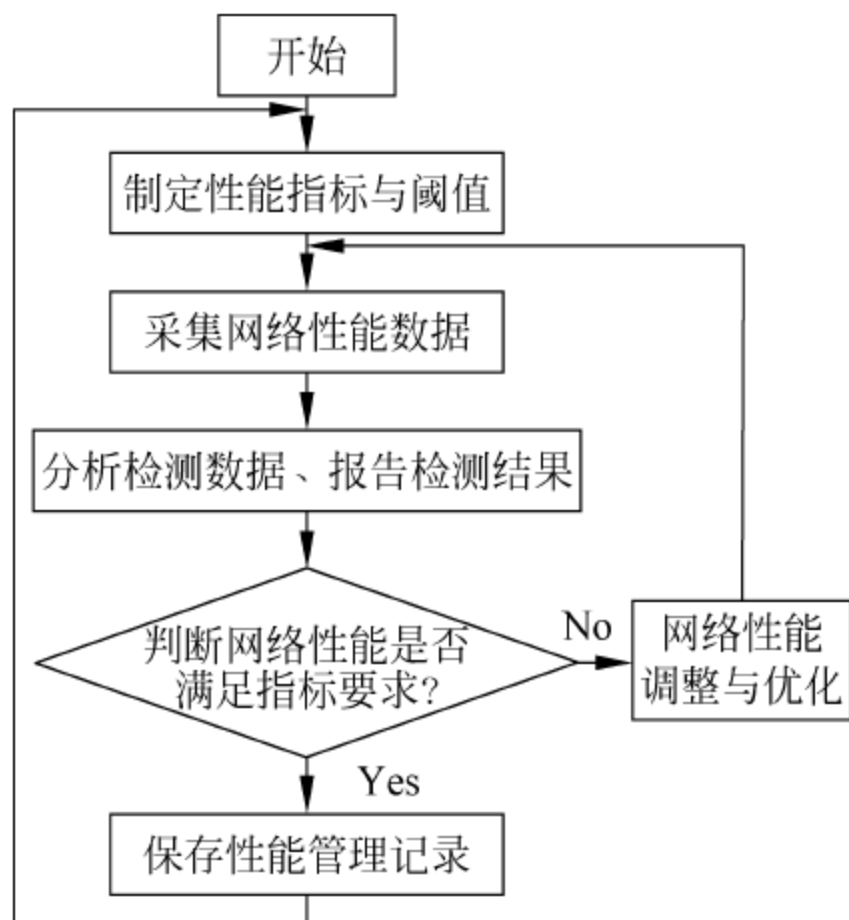 开始
制定性能指标与阈值
采集网络性能数据
分析检测数据、报告检测结果
判断网络性能是否
满足指标要求?
No
网络性能
调整与优化
Yes
保存性能管理记录